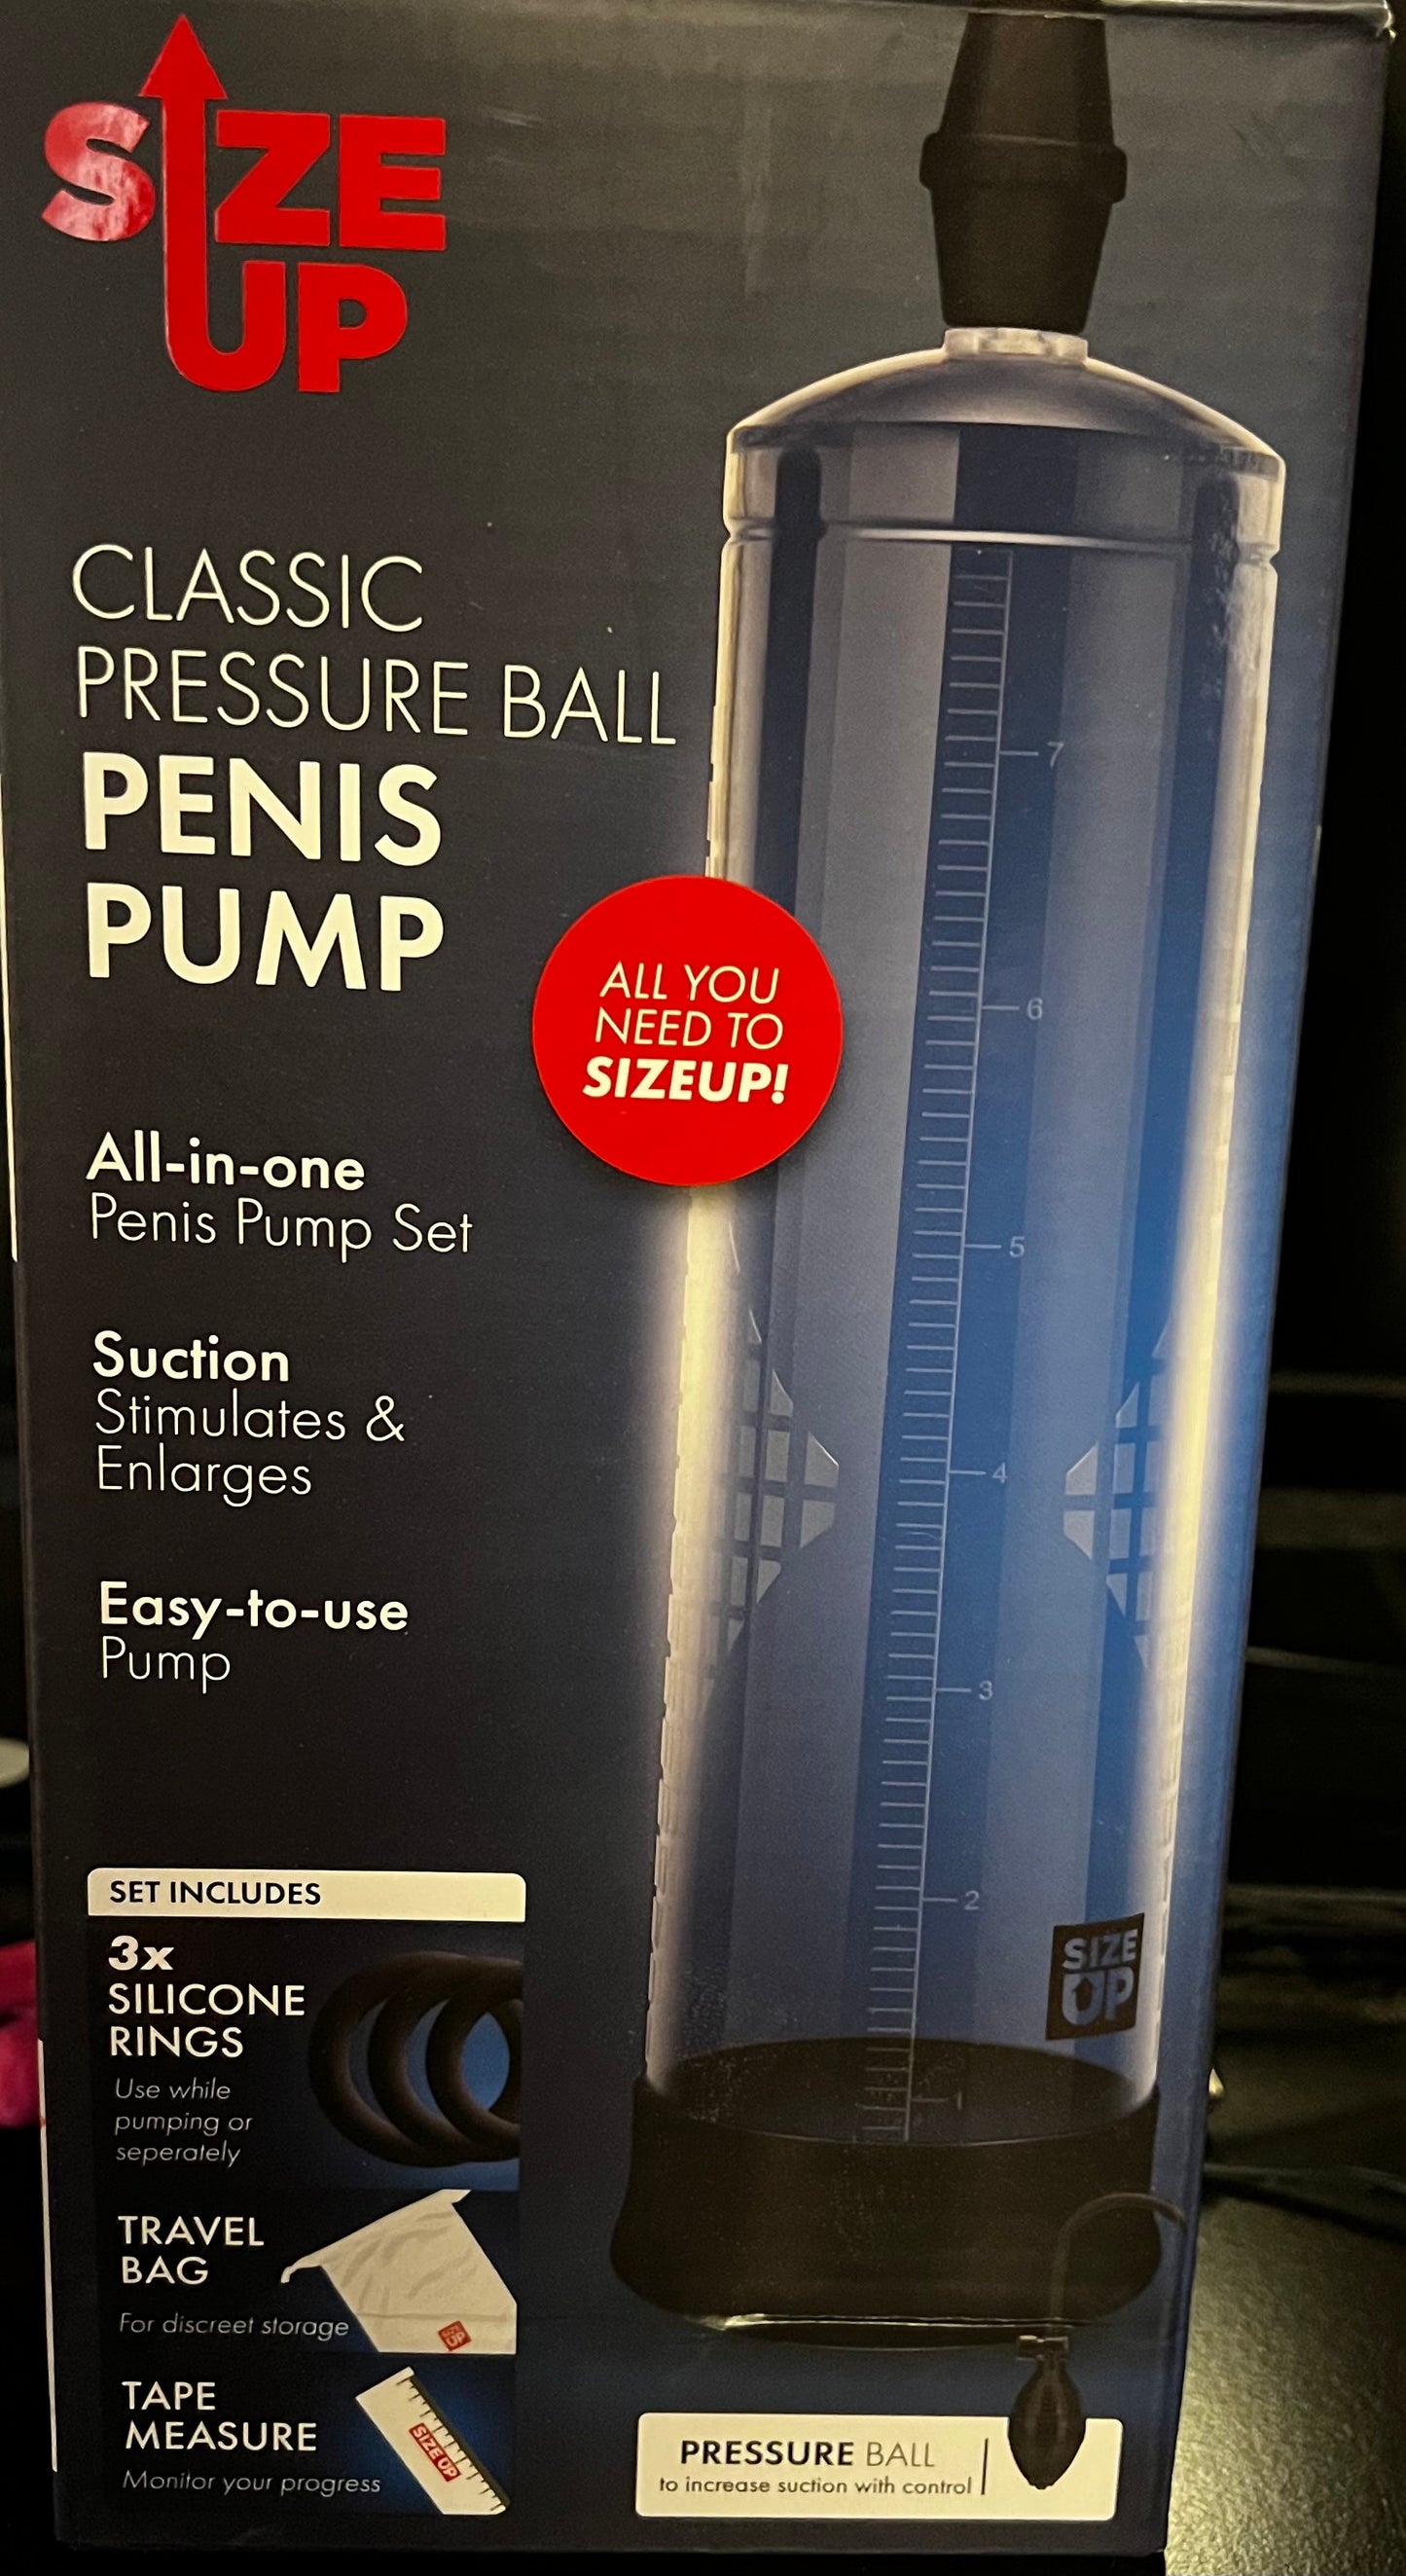 SIZE
UP
CLASSIC
PRESSURE BALL
PENIS
PUMP
ALL YOU
NEED TO
SIZEUP!
All-in-one
Penis Pump Set
Suction
Stimulates &
Enlarges
Easy-to-use
Pump
SET INCLUDES
3x
SILICONE
RINGS
Use while
pumping or
seperately
TRAVEL
BAG
For discreet storage
SIZE
UP
TAPE
MEASURE
Monitor your progress
SIZE UP
7
6
5
4
3
2
1
SIZE
UP
PRESSURE BALL
to increase suction with control